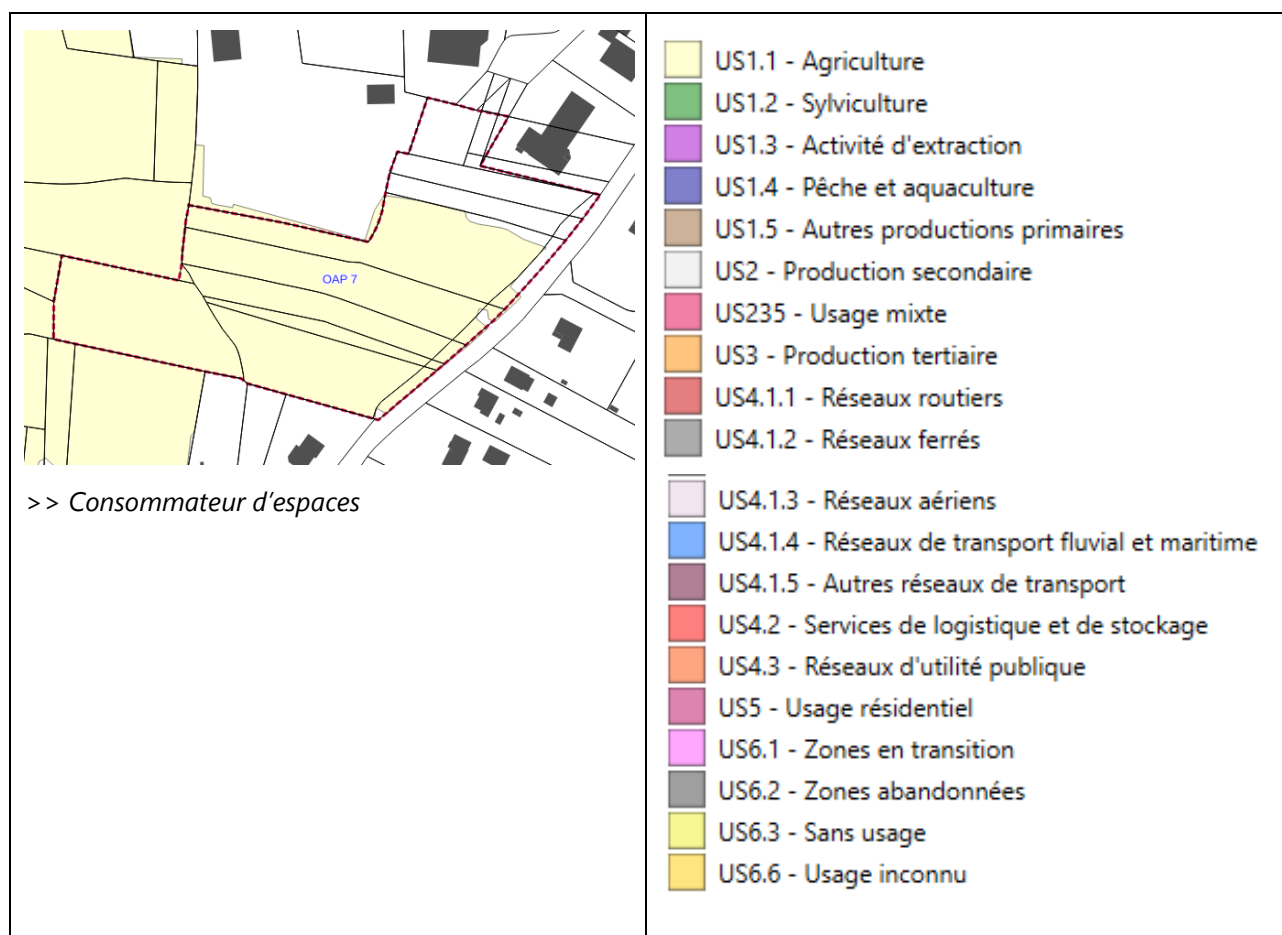 OAP 7
>> Consommateur d'espaces
US1.1 - Agriculture
US1.2 - Sylviculture
US1.3 - Activité d'extraction
US1.4 - Pêche et aquaculture
US1.5 - Autres productions primaires
US2 - Production secondaire
US235 - Usage mixte
US3 - Production tertiaire
US4.1.1 - Réseaux routiers
US4.1.2 - Réseaux ferrés
US4.1.3 - Réseaux aériens
US4.1.4 - Réseaux de transport fluvial et maritime
US4.1.5 - Autres réseaux de transport
US4.2 - Services de logistique et de stockage
US4.3 - Réseaux d'utilité publique
US5 - Usage résidentiel
US6.1 - Zones en transition
US6.2 - Zones abandonnées
US6.3 - Sans usage
US6.6 - Usage inconnu